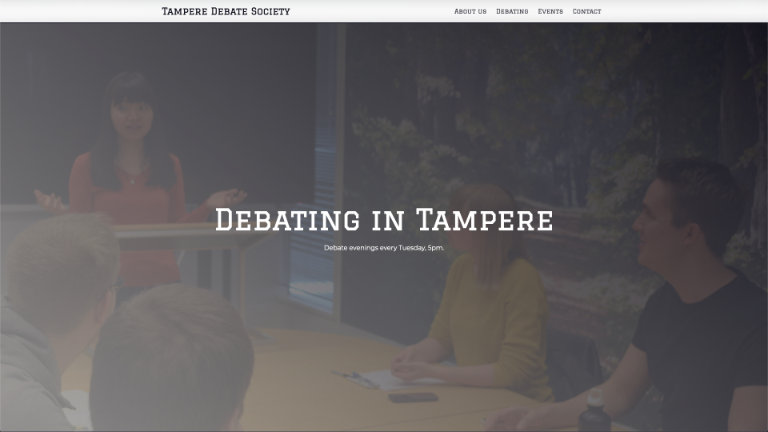 Tampere Debate Society
About us Debating Events Contact
Debating in Tampere
Debate evenings every Tuesday, 5pm.